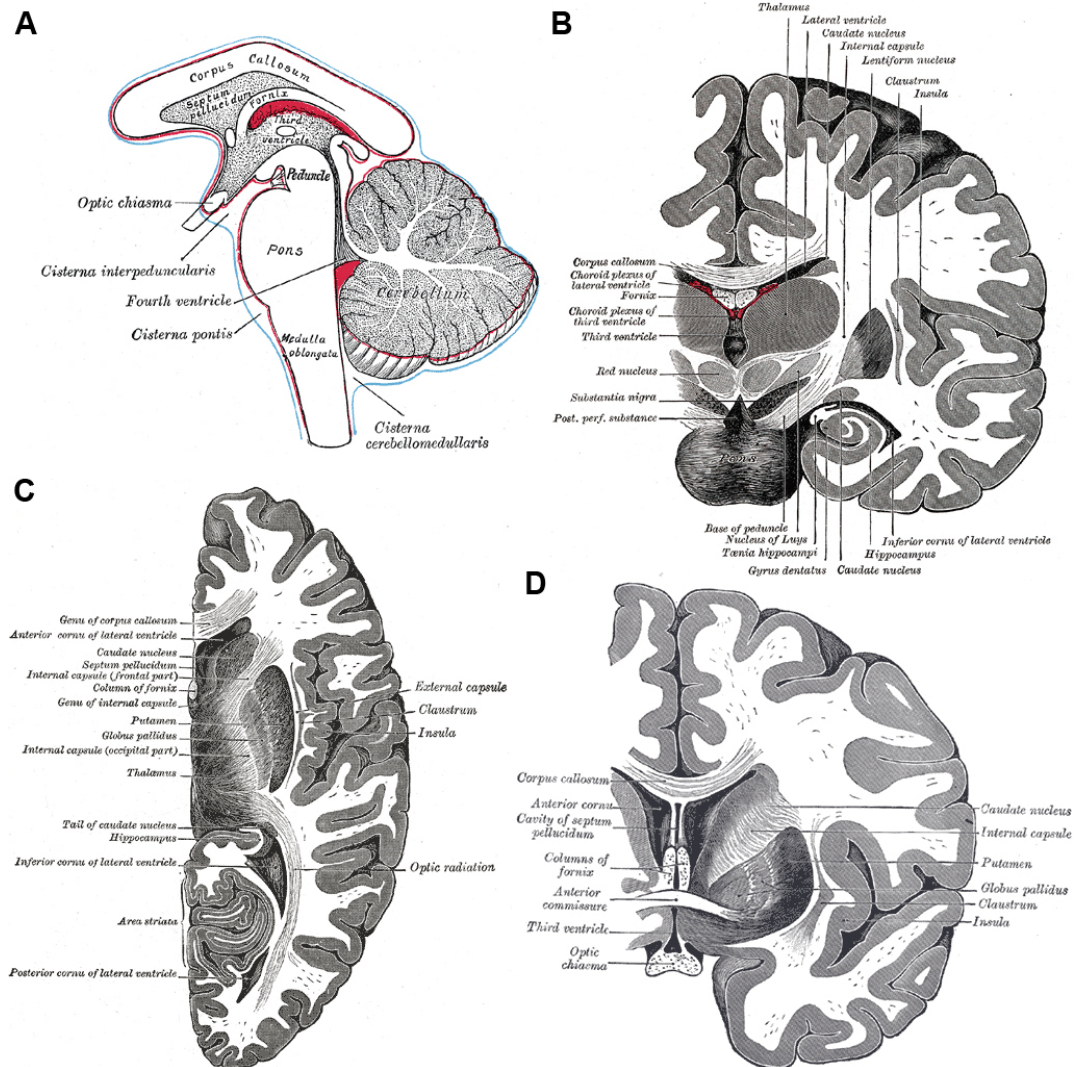 A
Corpus Callosum
Septum
pellucidum
Fornix
Third
ventricle
Peduncle
Optic chiasma
Pons
Cisterna interpeduncularis
Fourth ventricle
Cerebellum
Cisterna pontis
Medulla
oblongata
Cisterna
cerebellomedullaris
B
Thalamus
Lateral ventricle
Caudate nucleus
Internal capsule
Lentiform nucleus
Claustrum
Insula
Corpus callosum
Choroid plexus of
lateral ventricle
Fornix
Choroid plexus of
third ventricle
Third ventricle
Red nucleus
Substantia nigra
Post. perf. substance
Pons
Base of peduncle
Nucleus of Luys
Tænia hippocampi
Gyrus dentatus
Caudate nucleus
Hippocampus
Inferior cornu of lateral ventricle
C
Genu of corpus callosum
Anterior cornu of lateral ventricle
Caudate nucleus
Septum pellucidum
Internal capsule (frontal part)
Column of fornix
Genu of internal capsule
Putamen
Globus pallidus
Internal capsule (occipital part)
Thalamus
Tail of caudate nucleus
Hippocampus
Inferior cornu of lateral ventricle
Area striata
Posterior cornu of lateral ventricle
External capsule
Claustrum
Insula
Optic radiation
D
Corpus callosum
Anterior cornu
Cavity of septum
pellucidum
Columns of
fornix
Anterior
commissure
Third ventricle
Optic
chiasma
Caudate nucleus
Internal capsule
Putamen
Globus pallidus
Claustrum
Insula